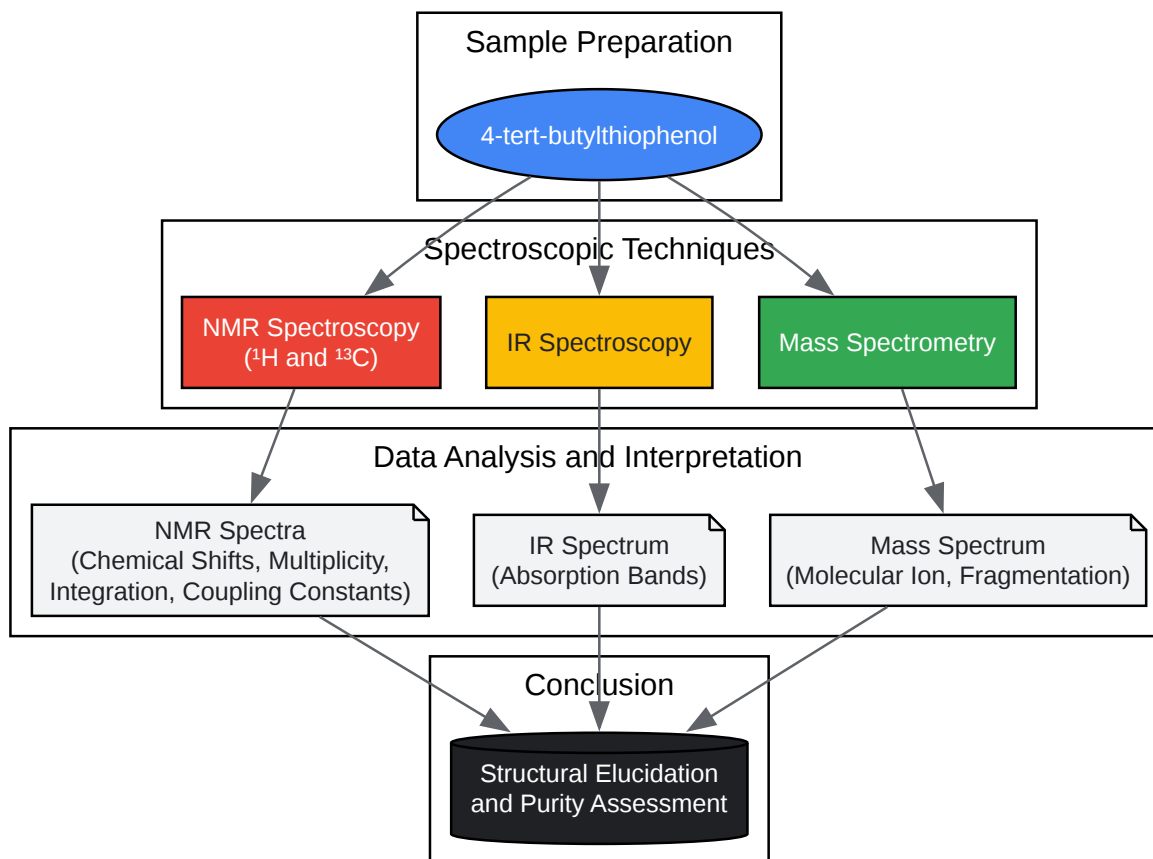 Sample Preparation
4-tert-butylthiophenol
Spectroscopic Techniques
NMR Spectroscopy
(¹H and ¹³C)
IR Spectroscopy
Mass Spectrometry
Data Analysis and Interpretation
NMR Spectra
(Chemical Shifts, Multiplicity,
Integration, Coupling Constants)
IR Spectrum
(Absorption Bands)
Mass Spectrum
(Molecular Ion, Fragmentation)
Conclusion
Structural Elucidation
and Purity Assessment